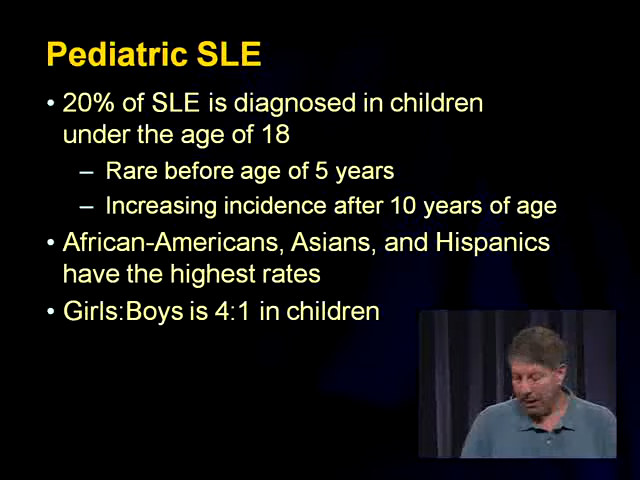 Pediatric SLE
• 20% of SLE is diagnosed in children
under the age of 18
– Rare before age of 5 years
– Increasing incidence after 10 years of age
• African-Americans, Asians, and Hispanics
have the highest rates
• Girls:Boys is 4:1 in children